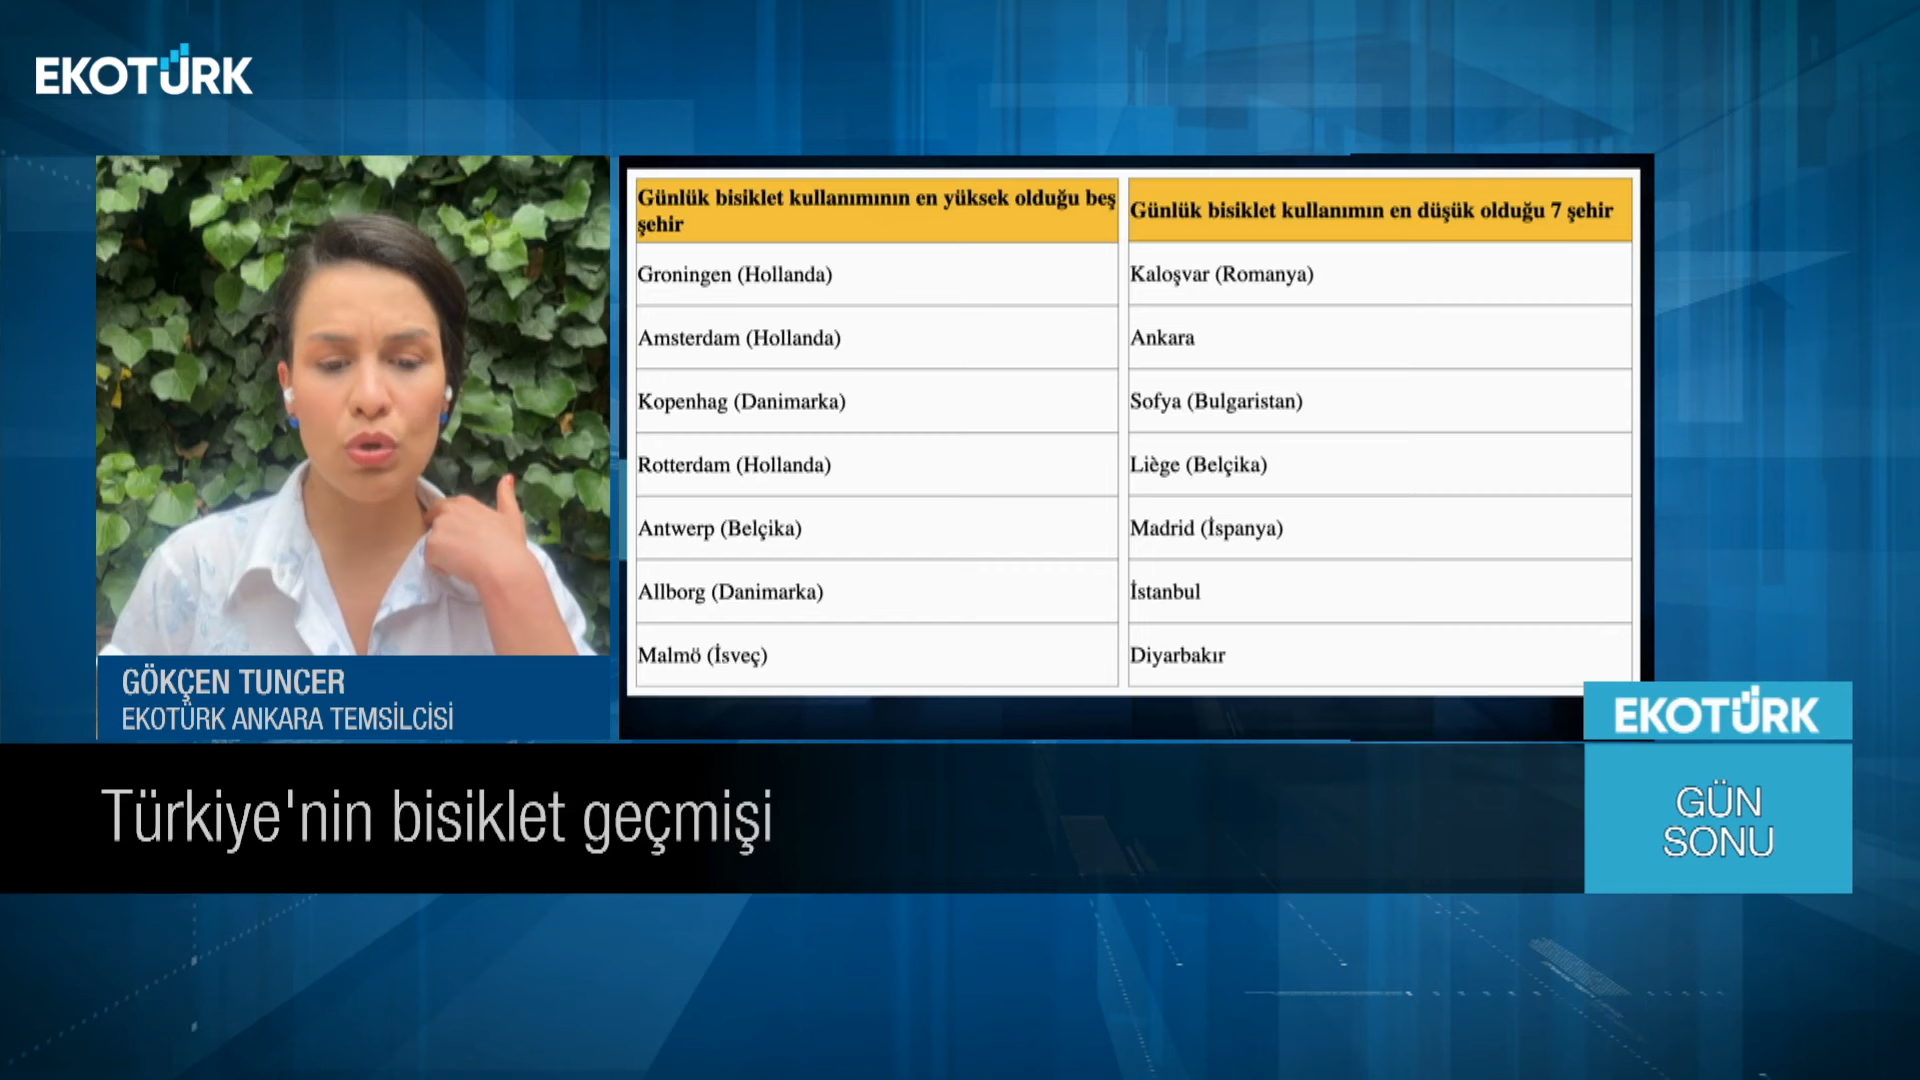 EKOTÜRK
Günlük bisiklet kullanımının en yüksek olduğu beş
şehir
Groningen (Hollanda)
Amsterdam (Hollanda)
Kopenhag (Danimarka)
Rotterdam (Hollanda)
Antwerp (Belçika)
Allborg (Danimarka)
Malmö (İsveç)
Günlük bisiklet kullanımın en düşük olduğu 7 şehir
Kaloşvar (Romanya)
Ankara
Sofya (Bulgaristan)
Liège (Belçika)
Madrid (İspanya)
İstanbul
Diyarbakır
GÖKÇEN TUNCER
EKOTÜRK ANKARA TEMSİLCİSİ
EKOTÜRK
Türkiye'nin bisiklet geçmişi
GÜN
SONU